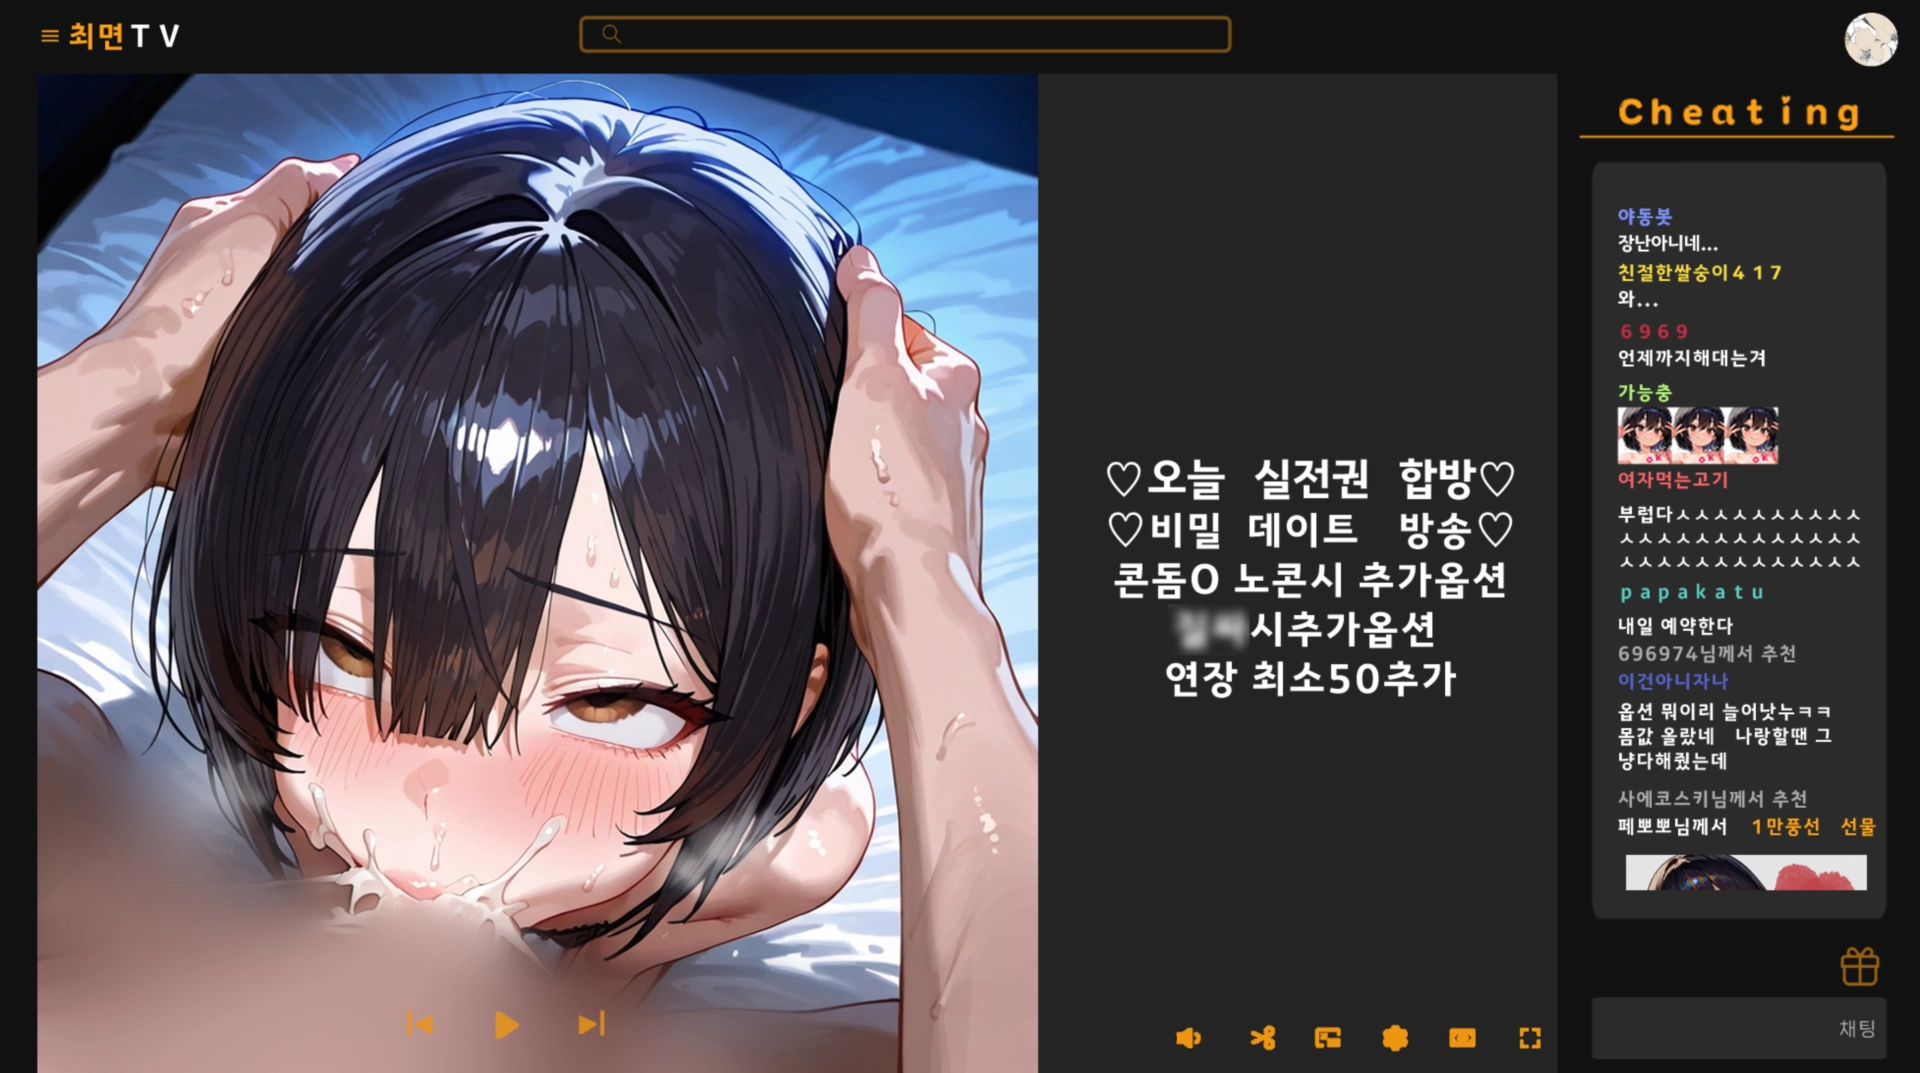 최면TV
Cheating
♡오늘 실전권 합방♡
♡비밀 데이트 방송♡
콘돔O 노콘시 추가옵션
시추가옵션
연장 최소50추가
야동봇
장난아니네...
친절한쌀숭이417
와...
6969
언제까지해대는겨
가능충
여자먹는고기
부럽다ㅅㅅㅅㅅㅅㅅㅅㅅㅅㅅ
ㅅㅅㅅㅅㅅㅅㅅㅅㅅㅅㅅㅅㅅ
ㅅㅅㅅㅅㅅㅅㅅㅅㅅㅅㅅㅅㅅ
papakatu
내일 예약한다
696974님께서 추천
이건아니자나
옵션 뭐이리 늘어낫누ㅋㅋ
몸값 올랐네 나랑할땐 그
냥다해줬는데
사에코스키님께서 추천
페뽀뽀님께서 1만풍선 선물
채팅